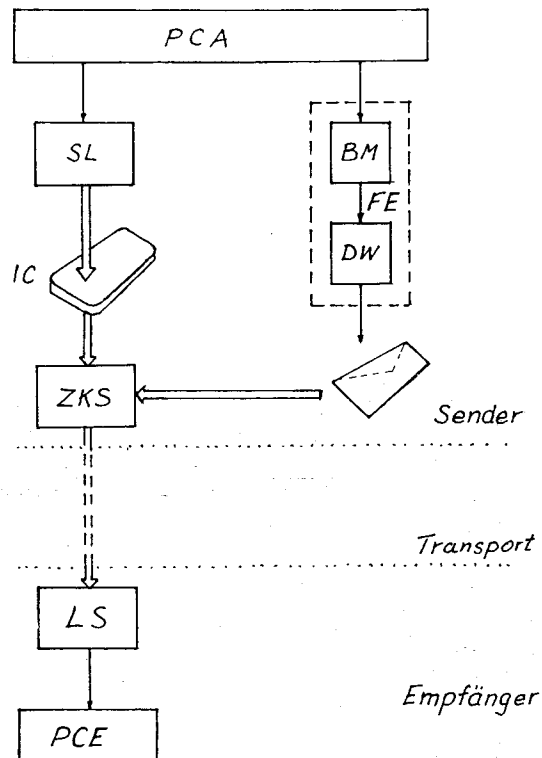 PCA
SL
BM
FE
DW
IC
ZKS
Sender
Transport
LS
Empfänger
PCE